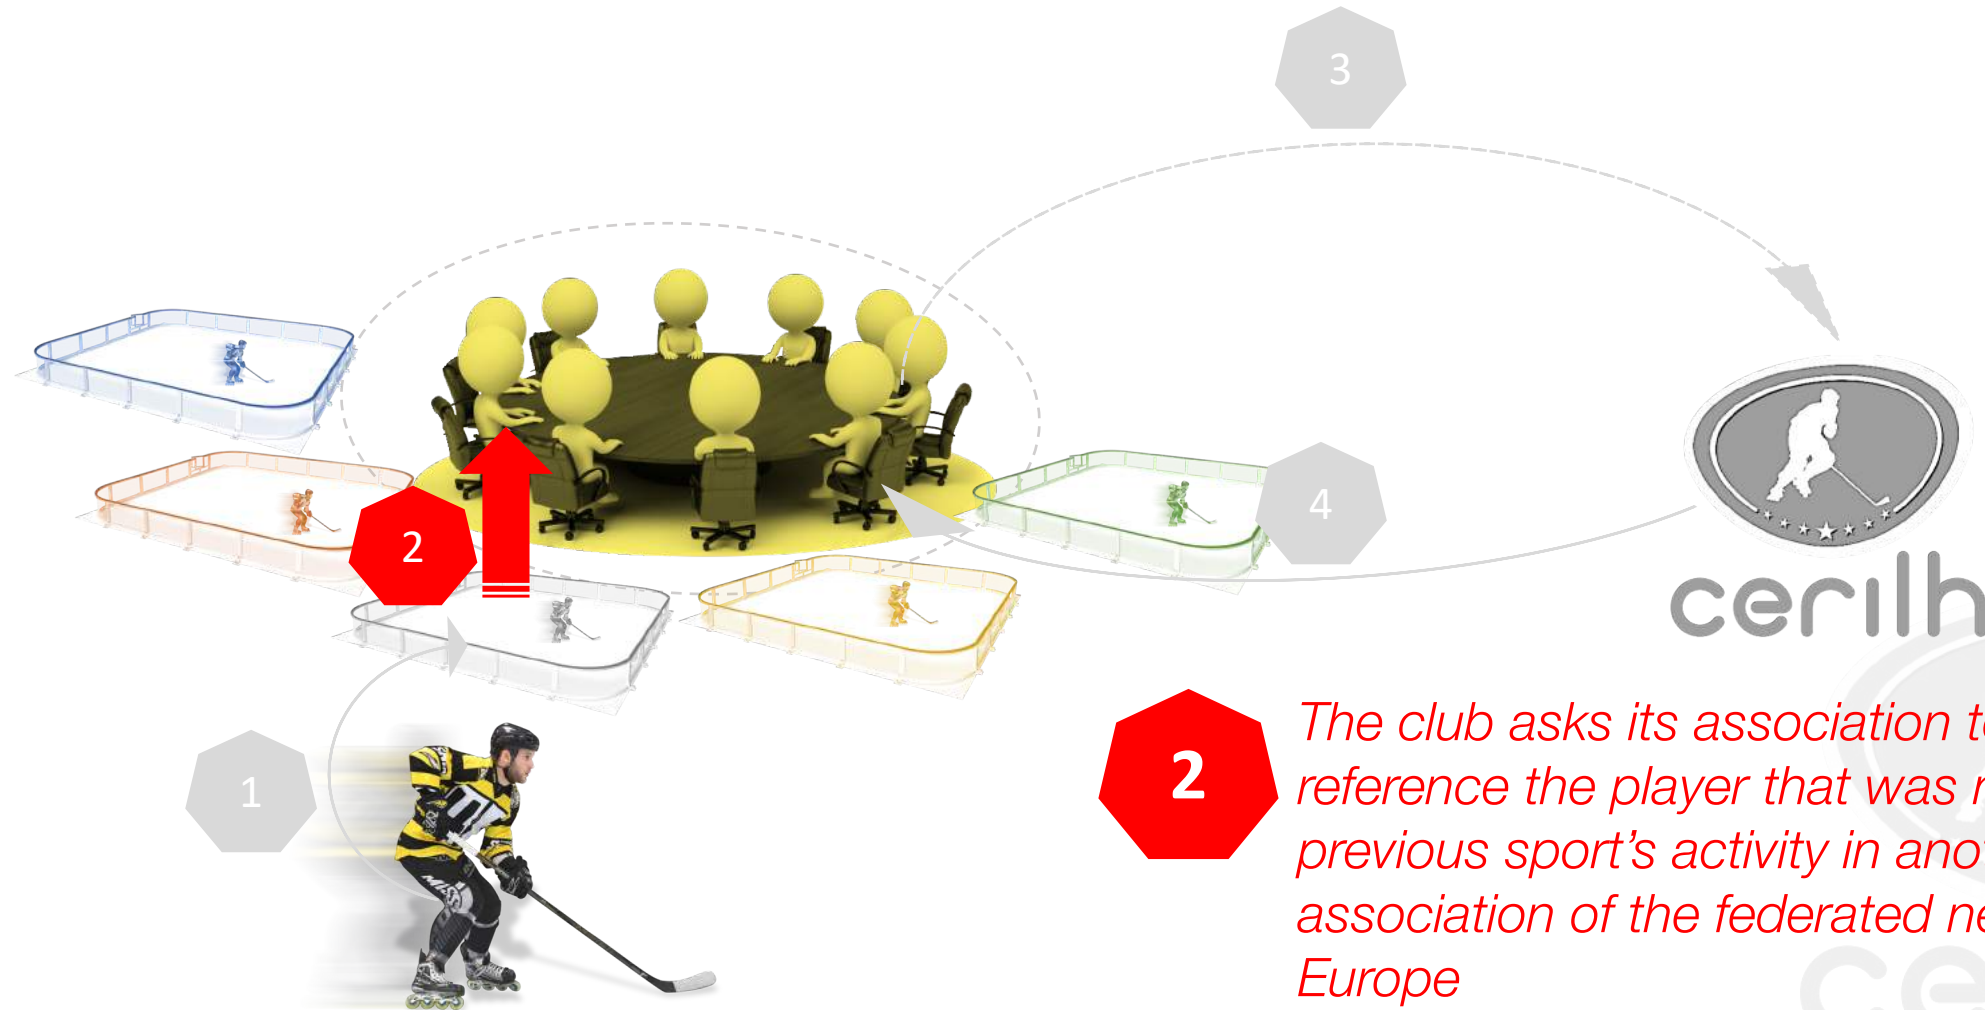 3
2
4
1
cerilh
2
The club asks its association
reference the player that was
previous sport’s activity in
association of the federated
Europe